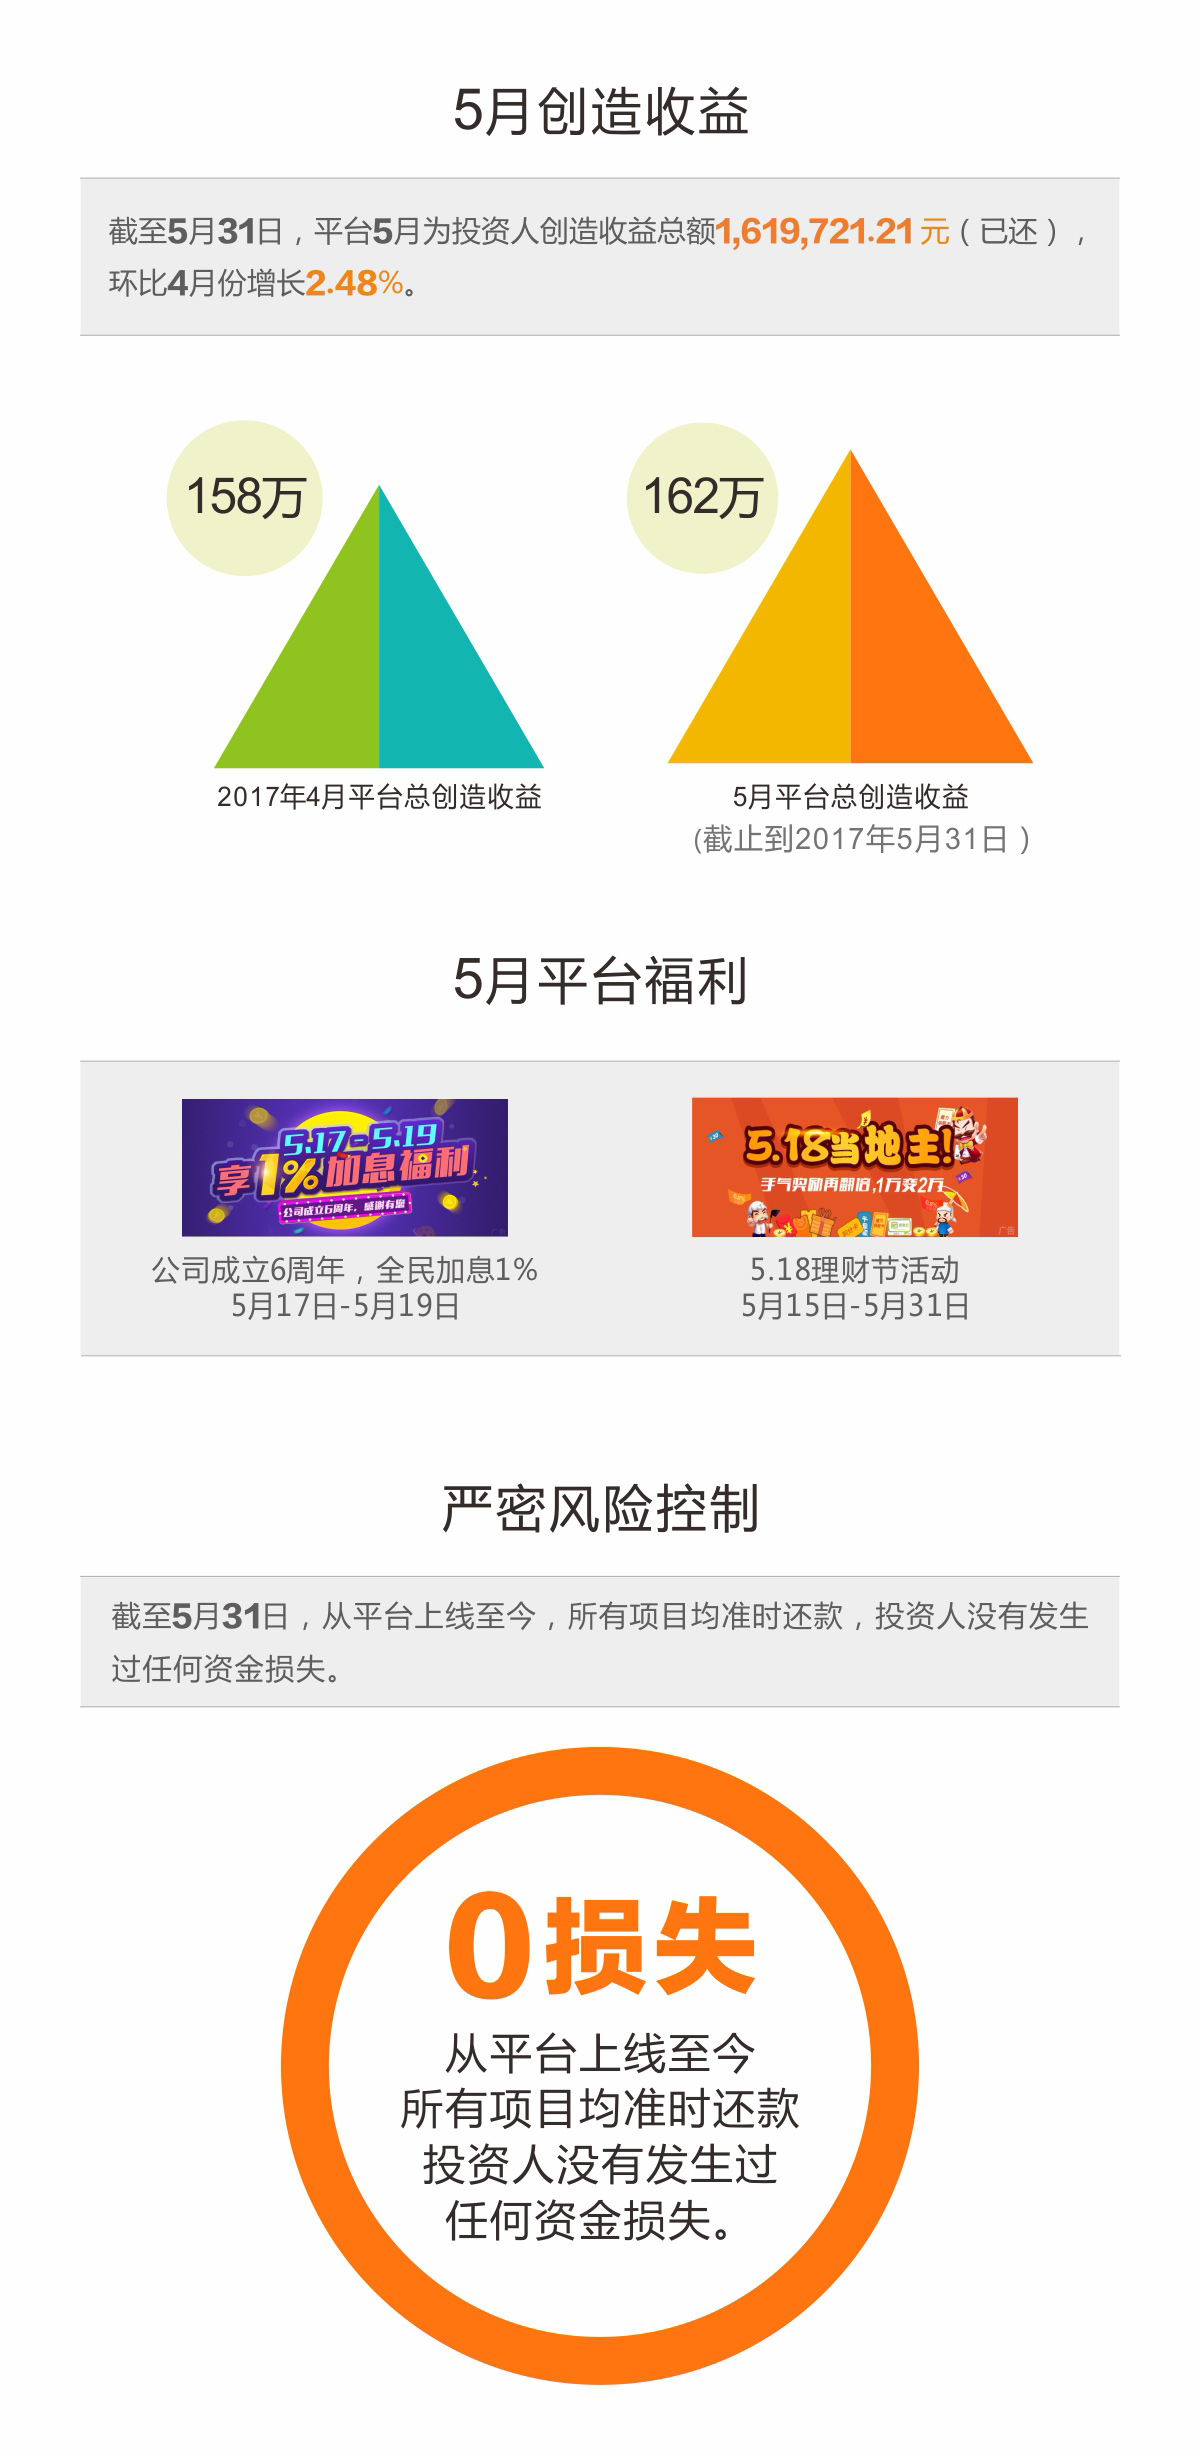 5月创造收益
截至5月31日，平台5月为投资人创造收益总额1,619,721.21元（已还），
环比4月份增长2.48%。
158万
162万
2017年4月平台总创造收益
5月平台总创造收益
(截止到2017年5月31日）
5月平台福利
5.17-5.19
享1%加息福利
公司成立6周年，感谢有您
5.18当地主!
手气奖励再翻倍,1万变2万
广告
公司成立6周年，全民加息1%
5月17日-5月19日
5.18理财节活动
5月15日-5月31日
严密风险控制
截至5月31日，从平台上线至今，所有项目均准时还款，投资人没有发生
过任何资金损失。
0损失
从平台上线至今
所有项目均准时还款
投资人没有发生过
任何资金损失。